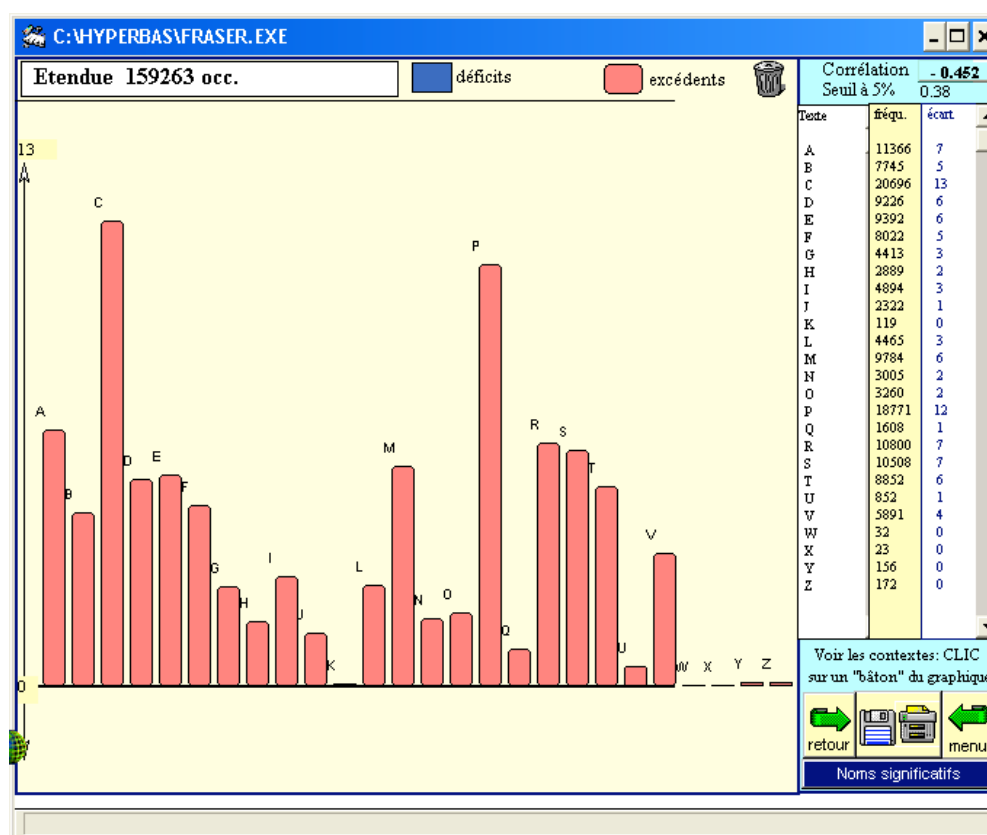 C:\HYPERBAS\FRASER.EXE
Etendue 159263 occ.
déficits
excédents
Corrélation - 0.452
Seuil à 5% 0.38
Texte fréqu. écart
A 11366 7
B 7745 5
C 20696 13
D 9226 6
E 9392 6
F 8022 5
G 4413 3
H 2889 2
I 4894 3
J 2322 1
K 119 0
L 4465 3
M 9784 6
N 3005 2
O 3260 2
P 18771 12
Q 1608 1
R 10800 7
S 10508 7
T 8852 6
U 852 1
V 5891 4
W 32 0
X 23 0
Y 156 0
Z 172 0
13
0
A B C D E F G H I J K L M N O P Q R S T U V W X Y Z
Voir les contextes: CLIC
sur un "bâton" du graphique
retour
menu
Noms significatifs